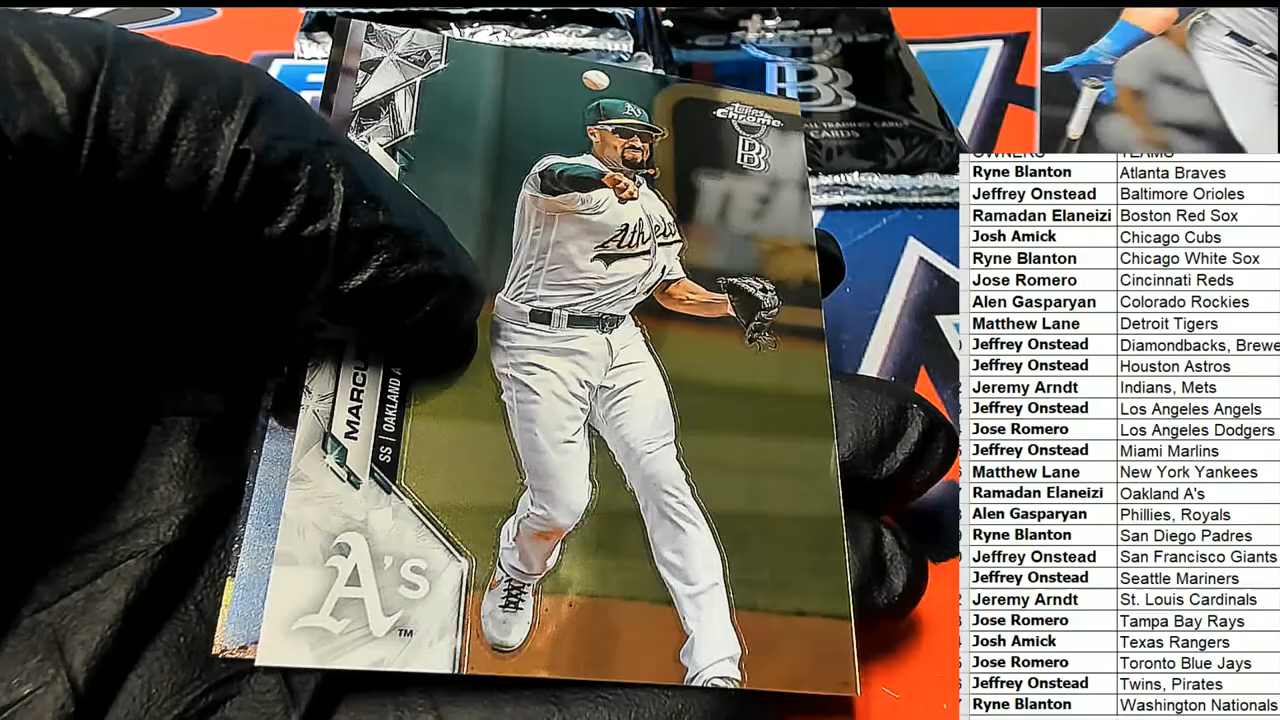 Topps
Chrome
B
B
CARDS
TEA
A's
Athletics
MARCU
SS | OAKLAND A
A's
TM
OWNERS TEAMS
Ryne Blanton Atlanta Braves
Jeffrey Onstead Baltimore Orioles
Ramadan Elaneizi Boston Red Sox
Josh Amick Chicago Cubs
Ryne Blanton Chicago White Sox
Jose Romero Cincinnati Reds
Alen Gasparyan Colorado Rockies
Matthew Lane Detroit Tigers
Jeffrey Onstead Diamondbacks, Brewe
Jeffrey Onstead Houston Astros
Jeremy Arndt Indians, Mets
Jeffrey Onstead Los Angeles Angels
Jose Romero Los Angeles Dodgers
Jeffrey Onstead Miami Marlins
Matthew Lane New York Yankees
Ramadan Elaneizi Oakland A's
Alen Gasparyan Phillies, Royals
Ryne Blanton San Diego Padres
Jeffrey Onstead San Francisco Giants
Jeffrey Onstead Seattle Mariners
Jeremy Arndt St. Louis Cardinals
Jose Romero Tampa Bay Rays
Josh Amick Texas Rangers
Jose Romero Toronto Blue Jays
Jeffrey Onstead Twins, Pirates
Ryne Blanton Washington Nationals